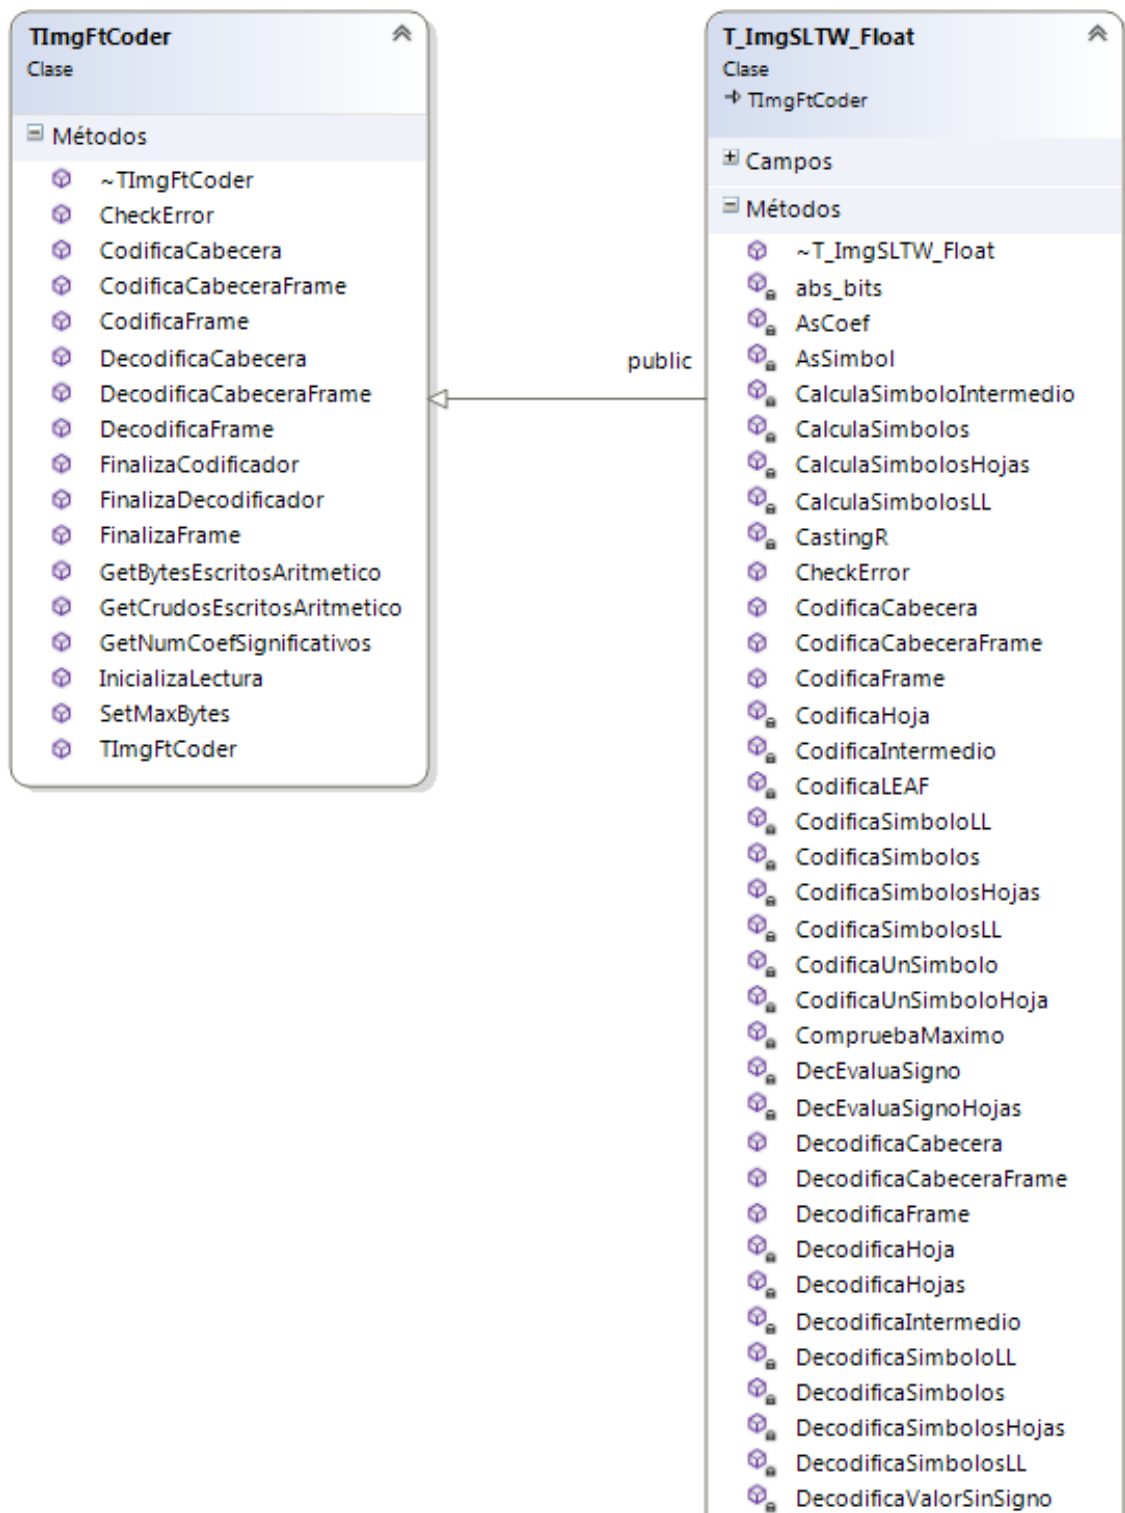 TImgFtCoder
Clase
Métodos
~TImgFtCoder
CheckError
CodificaCabecera
CodificaCabeceraFrame
CodificaFrame
DecodificaCabecera
DecodificaCabeceraFrame
DecodificaFrame
FinalizaCodificador
FinalizaDecodificador
FinalizaFrame
GetBytesEscritosAritmetico
GetCrudosEscritosAritmetico
GetNumCoefSignificativos
InicializaLectura
SetMaxBytes
TImgFtCoder
public
T_ImgSLTW_Float
Clase
TImgFtCoder
Campos
Métodos
~T_ImgSLTW_Float
abs_bits
AsCoef
AsSimbol
CalculaSimboloIntermedio
CalculaSimbolos
CalculaSimbolosHojas
CalculaSimbolosLL
CastingR
CheckError
CodificaCabecera
CodificaCabeceraFrame
CodificaFrame
CodificaHoja
CodificaIntermedio
CodificaLEAF
CodificaSimboloLL
CodificaSimbolos
CodificaSimbolosHojas
CodificaSimbolosLL
CodificaUnSimbolo
CodificaUnSimboloHoja
CompruebaMaximo
DecEvaluaSigno
DecEvaluaSignoHojas
DecodificaCabecera
DecodificaCabeceraFrame
DecodificaFrame
DecodificaHoja
DecodificaHojas
DecodificaIntermedio
DecodificaSimboloLL
DecodificaSimbolos
DecodificaSimbolosHojas
DecodificaSimbolosLL
DecodificaValorSinSigno